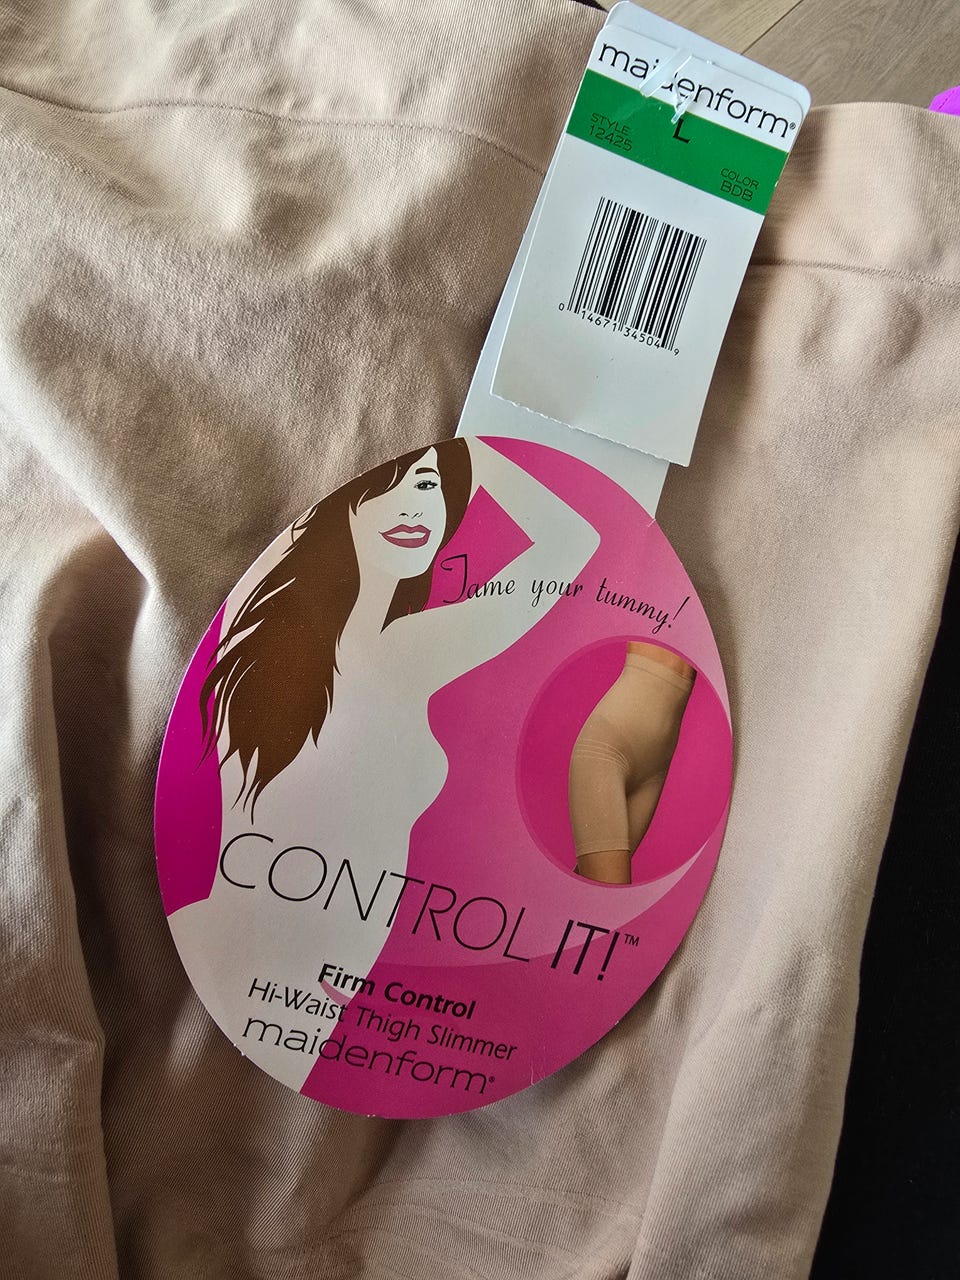 maidenform®
L
STYLE
12425
COLOR
BDB
0 14671 34504 9
Tame your tummy!
CONTROL IT!™
Firm Control
Hi-Waist Thigh Slimmer
maidenform®